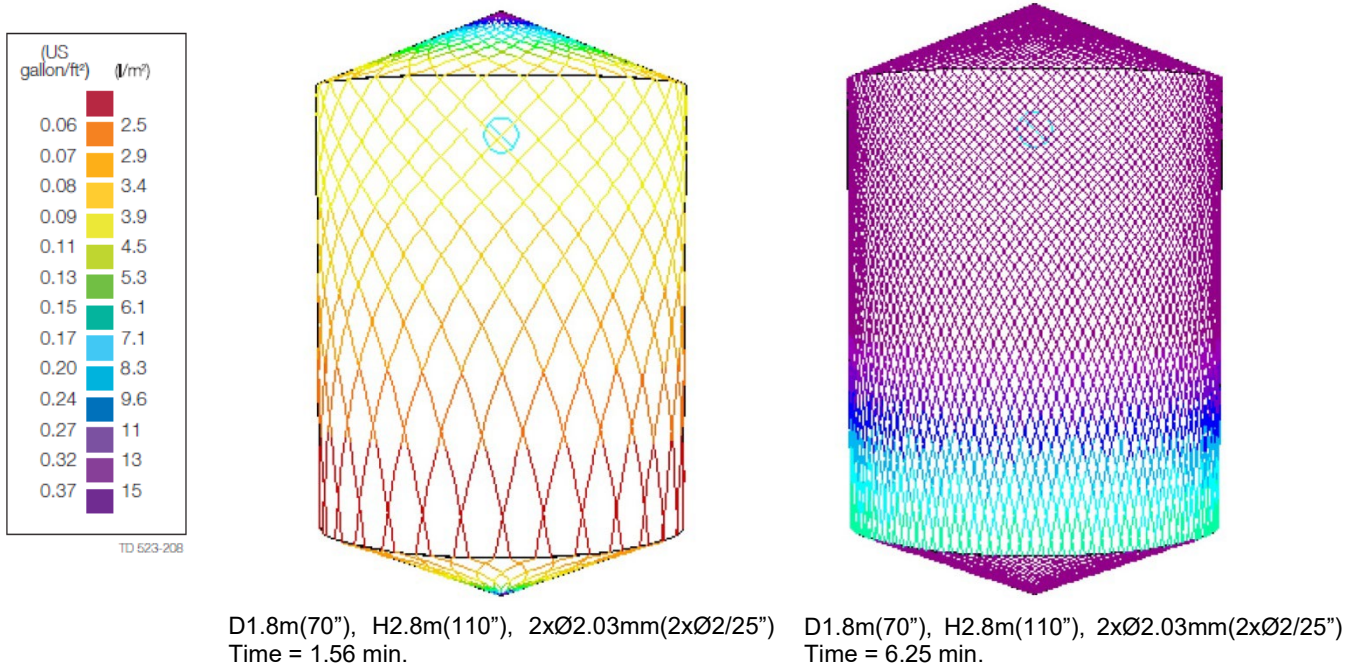 (US
gallon/ft²) (l/m²)
0.06 2.5
0.07 2.9
0.08 3.4
0.09 3.9
0.11 4.5
0.13 5.3
0.15 6.1
0.17 7.1
0.20 8.3
0.24 9.6
0.27 11
0.32 13
0.37 15
TD 523-208
D1.8m(70”), H2.8m(110”), 2xØ2.03mm(2xØ2/25”)
Time = 1.56 min.
D1.8m(70”), H2.8m(110”), 2xØ2.03mm(2xØ2/25”)
Time = 6.25 min.